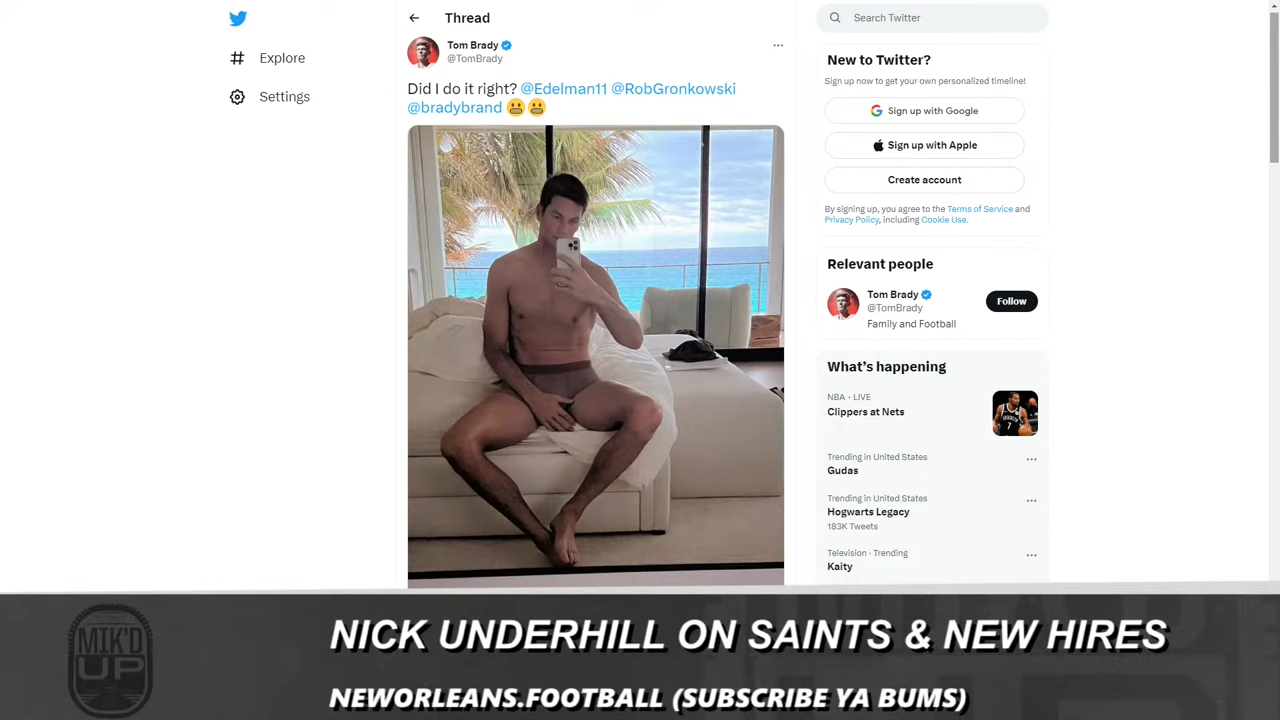 Thread
Search Twitter
Explore
Settings
Tom Brady
@TomBrady
Did I do it right? @Edelman11 @RobGronkowski
@bradybrand 😬😬
New to Twitter?
Sign up now to get your own personalized timeline!
Sign up with Google
Sign up with Apple
Create account
By signing up, you agree to the Terms of Service and
Privacy Policy, including Cookie Use.
Relevant people
Tom Brady
@TomBrady
Follow
Family and Football
What's happening
NBA · LIVE
Clippers at Nets
Trending in United States
Gudas
Trending in United States
Hogwarts Legacy
183K Tweets
Television · Trending
Kaity
MIK'D
UP
NICK UNDERHILL ON SAINTS & NEW HIRES
NEWORLEANS.FOOTBALL (SUBSCRIBE YA BUMS)